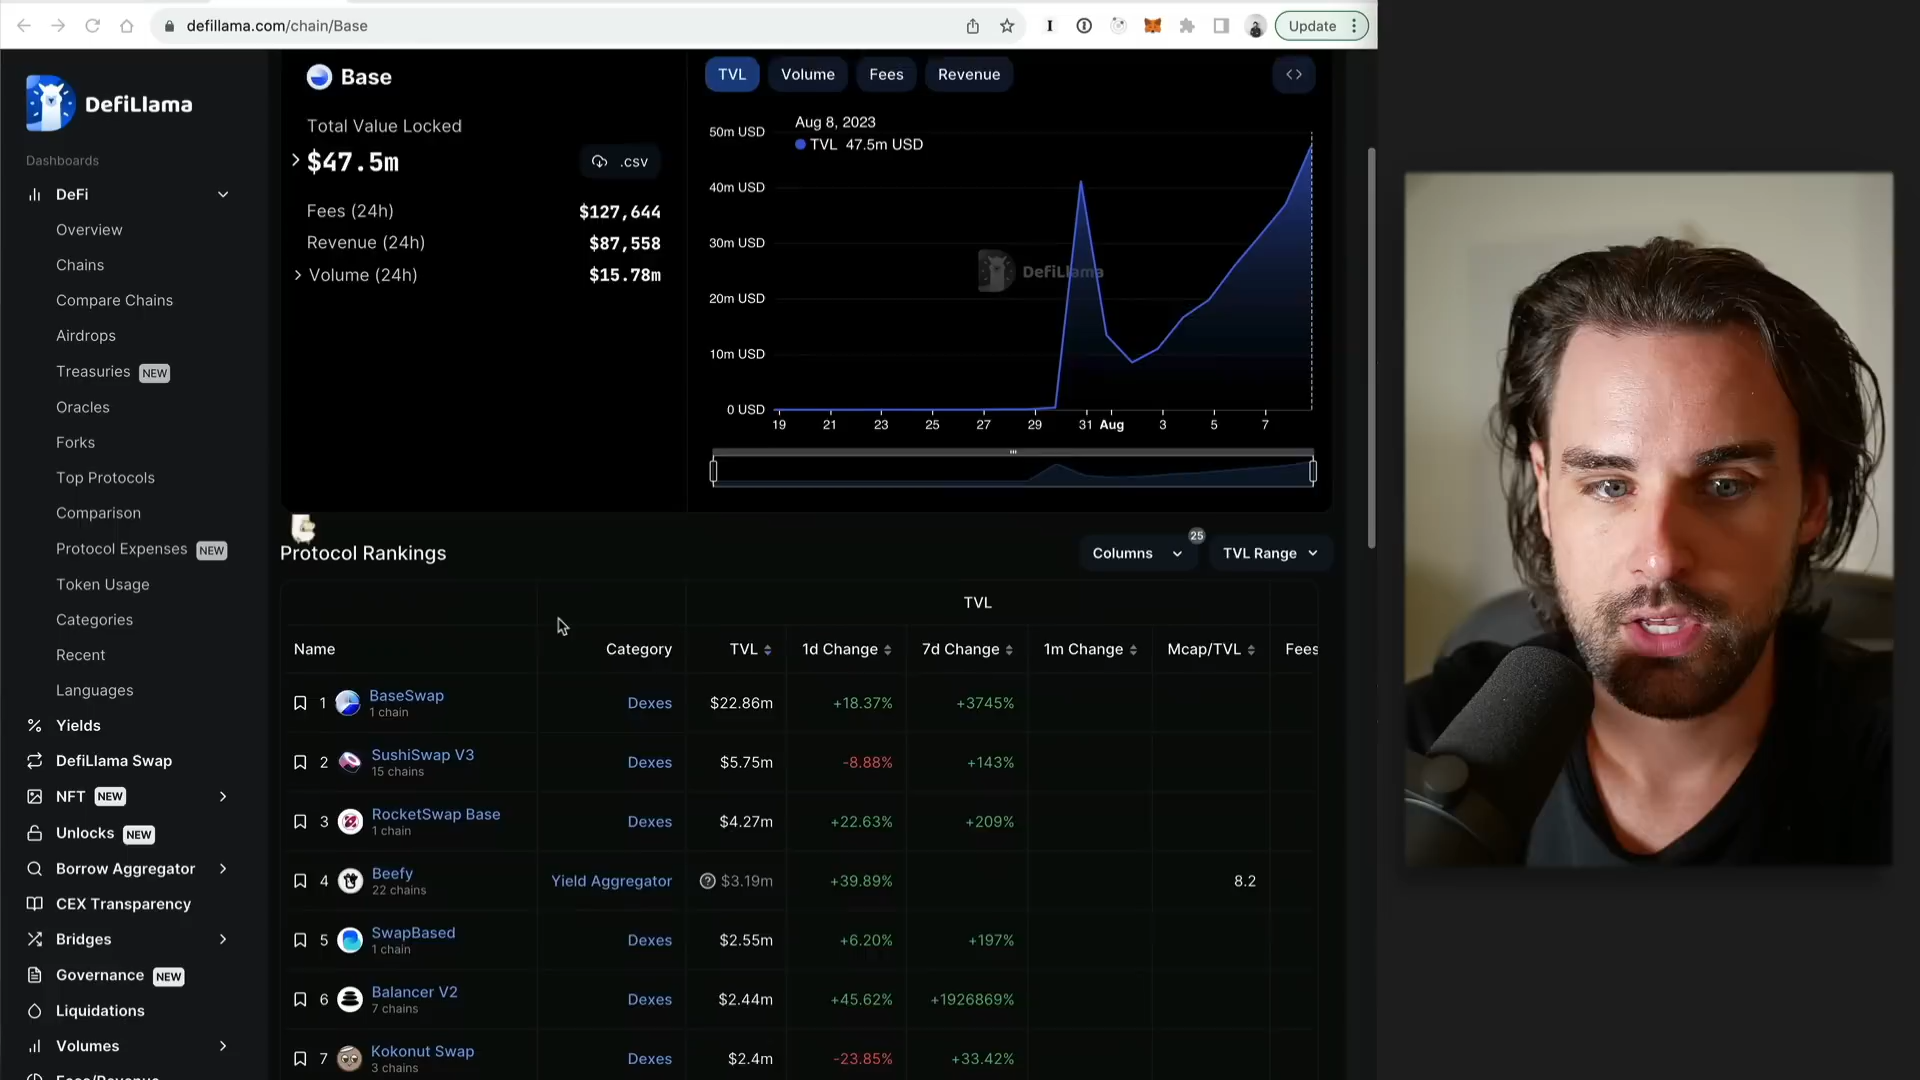 defillama.com/chain/Base
Update
DefiLlama
Dashboards
DeFi
Overview
Chains
Compare Chains
Airdrops
Treasuries NEW
Oracles
Forks
Top Protocols
Comparison
Protocol Expenses NEW
Token Usage
Categories
Recent
Languages
Yields
DefiLlama Swap
NFT NEW
Unlocks NEW
Borrow Aggregator
CEX Transparency
Bridges
Governance NEW
Liquidations
Volumes
Base
Total Value Locked
$47.5m
.csv
Fees (24h) $127,644
Revenue (24h) $87,558
Volume (24h) $15.78m
TVL Volume Fees Revenue
Aug 8, 2023
TVL 47.5m USD
50m USD
40m USD
30m USD
20m USD
10m USD
0 USD
DefiLlama
19 21 23 25 27 29 31 Aug 3 5 7
Protocol Rankings
Columns 25 TVL Range
TVL
Name Category TVL 1d Change 7d Change 1m Change Mcap/TVL Fees
1 BaseSwap Dexes $22.86m +18.37% +3745%
1 chain
2 SushiSwap V3 Dexes $5.75m -8.88% +143%
15 chains
3 RocketSwap Base Dexes $4.27m +22.63% +209%
1 chain
4 Beefy Yield Aggregator $3.19m +39.89% 8.2
22 chains
5 SwapBased Dexes $2.55m +6.20% +197%
1 chain
6 Balancer V2 Dexes $2.44m +45.62% +1926869%
7 chains
7 Kokonut Swap Dexes $2.4m -23.85% +33.42%
3 chains